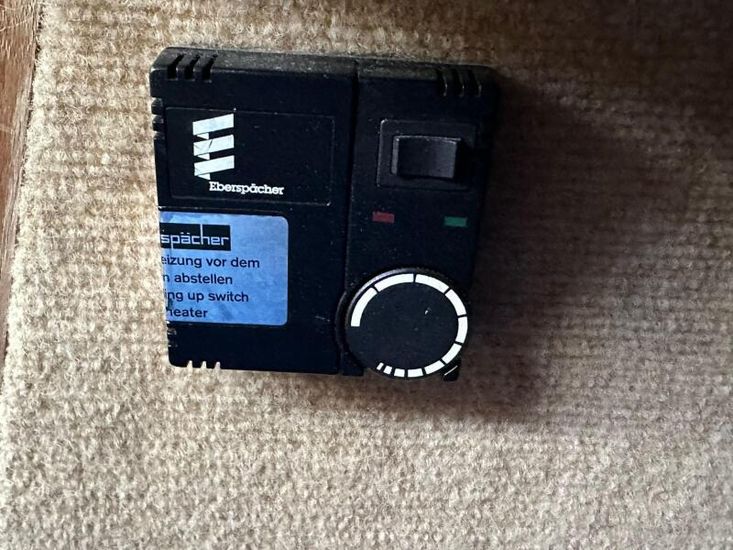 Eberspächer
spächer
eizung vor dem
n abstellen
ing up switch
heater